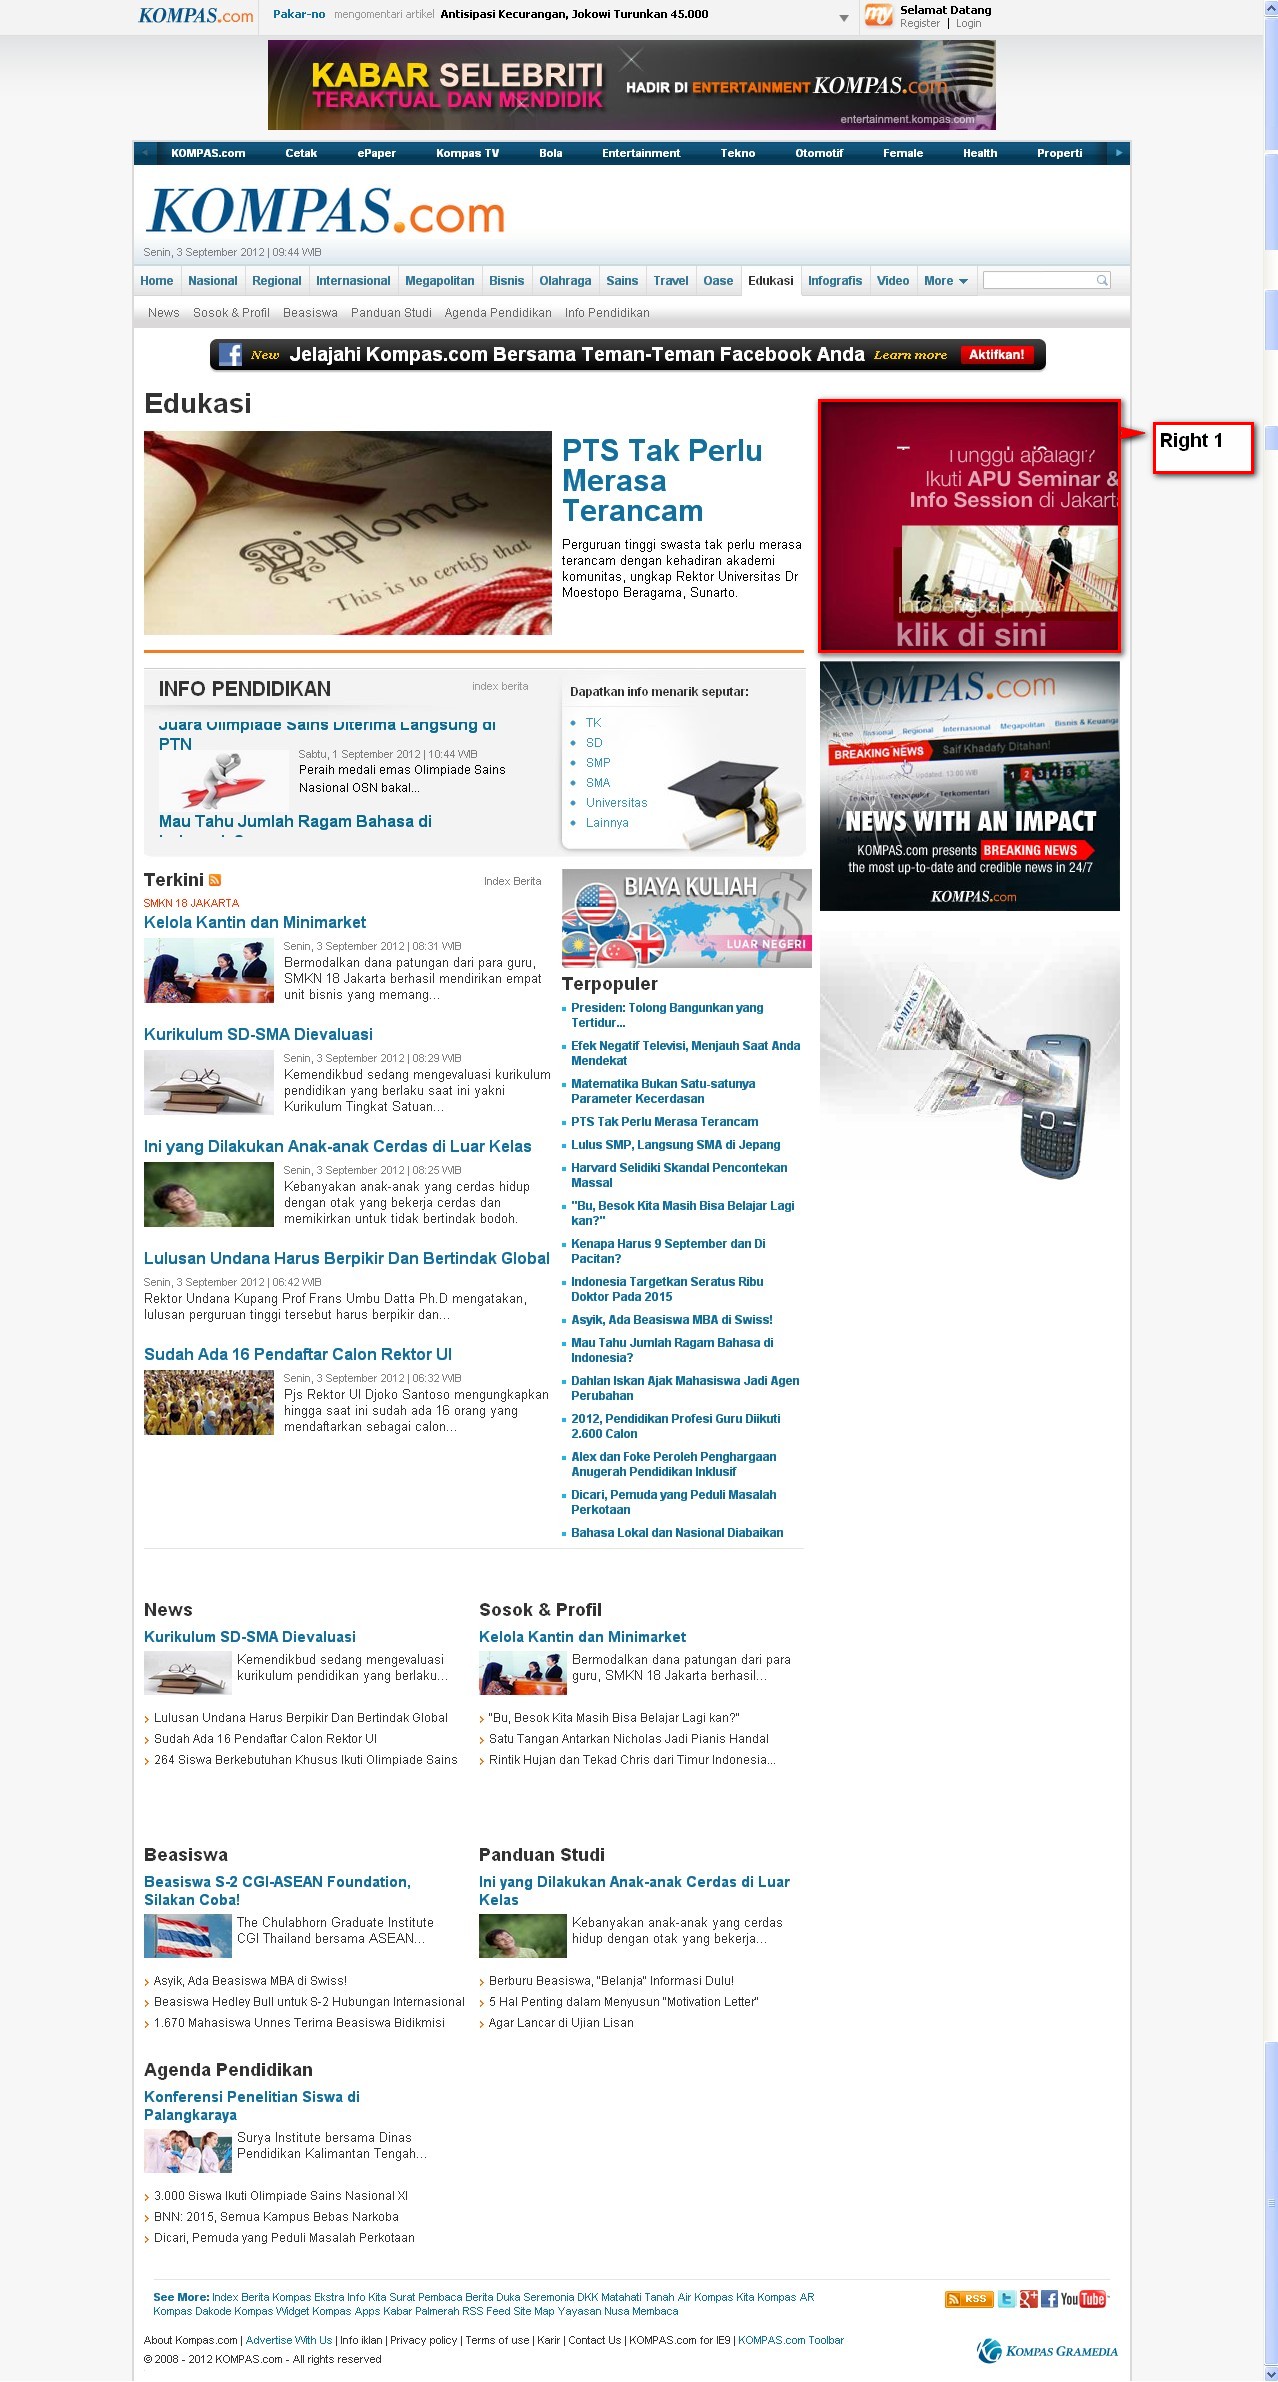 KOMPAS.com
Pakar-no mengomentari artikel Antisipasi Kecurangan, Jokowi Turunkan 45.000
my Selamat Datang
Register | Login
KABAR SELEBRITI
TERAKTUAL DAN MENDIDIK
HADIR DI ENTERTAINMENT KOMPAS.com
entertainment.kompas.com
KOMPAS.com Cetak ePaper Kompas TV Bola Entertainment Tekno Otomotif Female Health Properti
KOMPAS.com
Senin, 3 September 2012 | 09:44 WIB
Home Nasional Regional Internasional Megapolitan Bisnis Olahraga Sains Travel Oase Edukasi Infografis Video More
News Sosok & Profil Beasiswa Panduan Studi Agenda Pendidikan Info Pendidikan
New Jelajahi Kompas.com Bersama Teman-Teman Facebook Anda Learn more Aktifkan!
Edukasi
Diploma
This is to certify that
PTS Tak Perlu
Merasa
Terancam
Perguruan tinggi swasta tak perlu merasa
terancam dengan kehadiran akademi
komunitas, ungkap Rektor Universitas Dr
Moestopo Beragama, Sunarto.
Tunggu apalagi?
Ikuti APU Seminar &
Info Session di Jakarta
Info lengkapnya
klik di sini
Right 1
INFO PENDIDIKAN
index berita
Juara Olimpiade Sains Diterima Langsung di
PTN
Sabtu, 1 September 2012 | 10:44 WIB
Peraih medali emas Olimpiade Sains
Nasional OSN bakal...
Mau Tahu Jumlah Ragam Bahasa di
Dapatkan info menarik seputar:
TK
SD
SMP
SMA
Universitas
Lainnya
KOMPAS.com
Home Nasional Regional Internasional Megapolitan Bisnis & Keuangan
BREAKING NEWS Saif Khadafy Ditahan!
1 2 3 4 5 6
Terkini Terpopuler Terkomentari
NEWS WITH AN IMPACT
KOMPAS.com presents BREAKING NEWS
the most up-to-date and credible news in 24/7
KOMPAS.com
KOMPAS
Terkini
Index Berita
SMKN 18 JAKARTA
Kelola Kantin dan Minimarket
Senin, 3 September 2012 | 08:31 WIB
Bermodalkan dana patungan dari para guru,
SMKN 18 Jakarta berhasil mendirikan empat
unit bisnis yang memang...
Kurikulum SD-SMA Dievaluasi
Senin, 3 September 2012 | 08:29 WIB
Kemendikbud sedang mengevaluasi kurikulum
pendidikan yang berlaku saat ini yakni
Kurikulum Tingkat Satuan...
Ini yang Dilakukan Anak-anak Cerdas di Luar Kelas
Senin, 3 September 2012 | 08:25 WIB
Kebanyakan anak-anak yang cerdas hidup
dengan otak yang bekerja cerdas dan
memikirkan untuk tidak bertindak bodoh.
Lulusan Undana Harus Berpikir Dan Bertindak Global
Senin, 3 September 2012 | 06:42 WIB
Rektor Undana Kupang Prof Frans Umbu Datta Ph.D mengatakan,
lulusan perguruan tinggi tersebut harus berpikir dan...
Sudah Ada 16 Pendaftar Calon Rektor UI
Senin, 3 September 2012 | 06:32 WIB
Pjs Rektor UI Djoko Santoso mengungkapkan
hingga saat ini sudah ada 16 orang yang
mendaftarkan sebagai calon...
BIAYA KULIAH
LUAR NEGERI
Terpopuler
Presiden: Tolong Bangunkan yang
Tertidur...
Efek Negatif Televisi, Menjauh Saat Anda
Mendekat
Matematika Bukan Satu-satunya
Parameter Kecerdasan
PTS Tak Perlu Merasa Terancam
Lulus SMP, Langsung SMA di Jepang
Harvard Selidiki Skandal Pencontekan
Massal
"Bu, Besok Kita Masih Bisa Belajar Lagi
kan?"
Kenapa Harus 9 September dan Di
Pacitan?
Indonesia Targetkan Seratus Ribu
Doktor Pada 2015
Asyik, Ada Beasiswa MBA di Swiss!
Mau Tahu Jumlah Ragam Bahasa di
Indonesia?
Dahlan Iskan Ajak Mahasiswa Jadi Agen
Perubahan
2012, Pendidikan Profesi Guru Diikuti
2.600 Calon
Alex dan Foke Peroleh Penghargaan
Anugerah Pendidikan Inklusif
Dicari, Pemuda yang Peduli Masalah
Perkotaan
Bahasa Lokal dan Nasional Diabaikan
News
Kurikulum SD-SMA Dievaluasi
Kemendikbud sedang mengevaluasi
kurikulum pendidikan yang berlaku...
Lulusan Undana Harus Berpikir Dan Bertindak Global
Sudah Ada 16 Pendaftar Calon Rektor UI
264 Siswa Berkebutuhan Khusus Ikuti Olimpiade Sains
Sosok & Profil
Kelola Kantin dan Minimarket
Bermodalkan dana patungan dari para
guru, SMKN 18 Jakarta berhasil...
"Bu, Besok Kita Masih Bisa Belajar Lagi kan?"
Satu Tangan Antarkan Nicholas Jadi Pianis Handal
Rintik Hujan dan Tekad Chris dari Timur Indonesia...
Beasiswa
Beasiswa S-2 CGI-ASEAN Foundation,
Silakan Coba!
The Chulabhorn Graduate Institute
CGI Thailand bersama ASEAN...
Asyik, Ada Beasiswa MBA di Swiss!
Beasiswa Hedley Bull untuk S-2 Hubungan Internasional
1.670 Mahasiswa Unnes Terima Beasiswa Bidikmisi
Panduan Studi
Ini yang Dilakukan Anak-anak Cerdas di Luar
Kelas
Kebanyakan anak-anak yang cerdas
hidup dengan otak yang bekerja...
Berburu Beasiswa, "Belanja" Informasi Dulu!
5 Hal Penting dalam Menyusun "Motivation Letter"
Agar Lancar di Ujian Lisan
Agenda Pendidikan
Konferensi Penelitian Siswa di
Palangkaraya
Surya Institute bersama Dinas
Pendidikan Kalimantan Tengah...
3.000 Siswa Ikuti Olimpiade Sains Nasional XI
BNN: 2015, Semua Kampus Bebas Narkoba
Dicari, Pemuda yang Peduli Masalah Perkotaan
See More: Index Berita Kompas Ekstra Info Kita Surat Pembaca Berita Duka Seremonia DKK Matahati Tanah Air Kompas Kita Kompas AR
Kompas Dakode Kompas Widget Kompas Apps Kabar Palmerah RSS Feed Site Map Yayasan Nusa Membaca
RSS YouTube
About Kompas.com | Advertise With Us | Info iklan | Privacy policy | Terms of use | Karir | Contact Us | KOMPAS.com for IE9 | KOMPAS.com Toolbar
© 2008 - 2012 KOMPAS.com - All rights reserved
KOMPAS GRAMEDIA